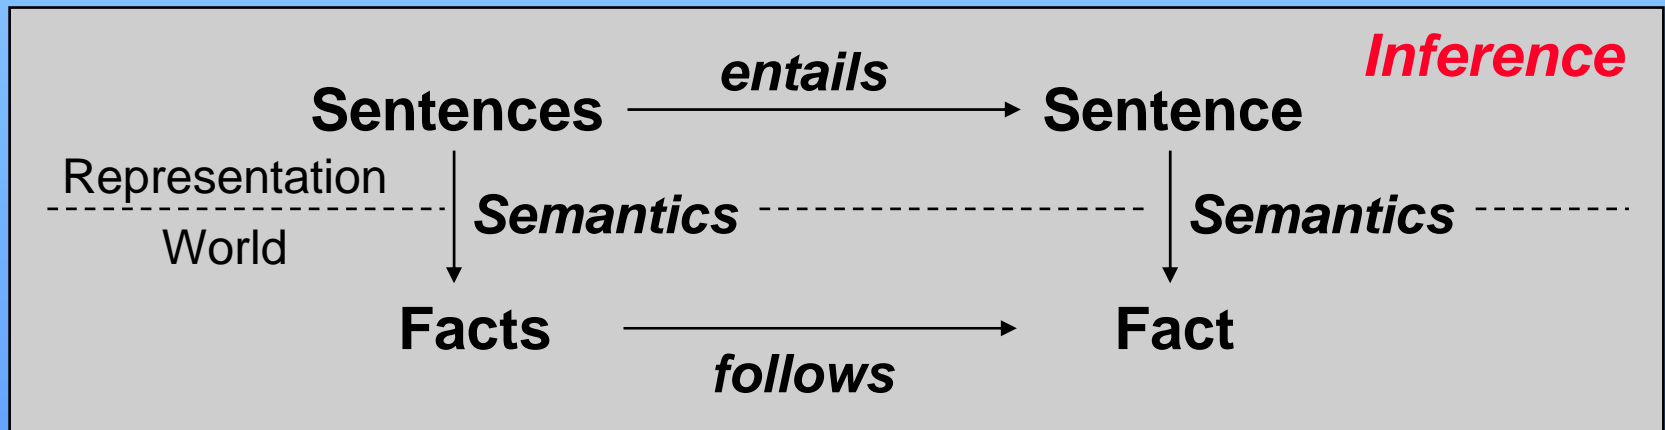 Inference
entails
Sentences Sentence
Representation
Semantics Semantics
World
Facts Fact
follows